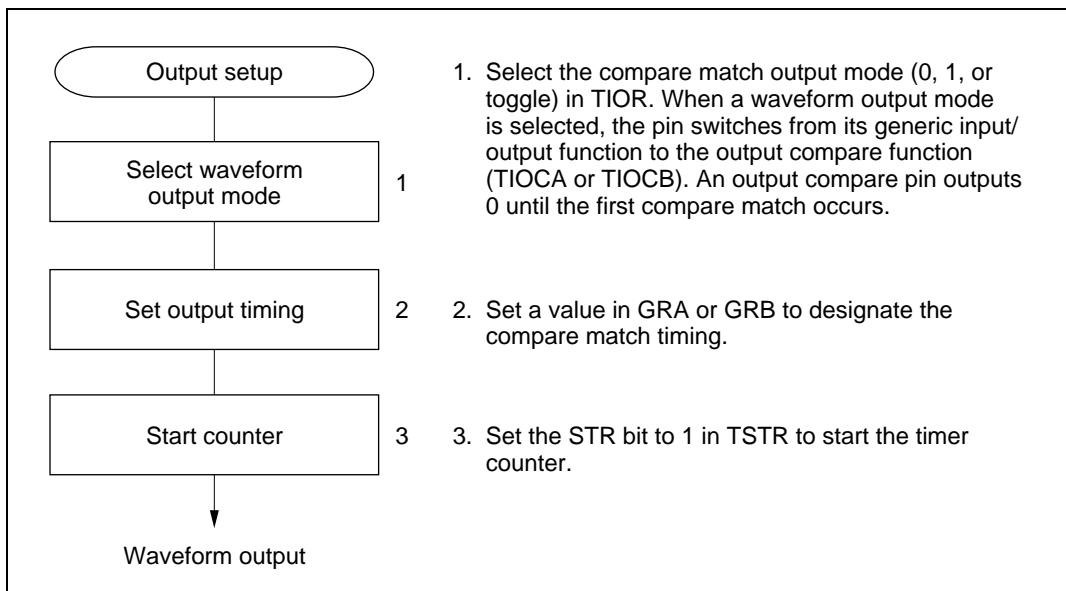 Output setup
Select waveform
output mode
1
Set output timing
2
Start counter
3
Waveform output
1. Select the compare match output mode (0, 1, or
toggle) in TIOR. When a waveform output mode
is selected, the pin switches from its generic input/
output function to the output compare function
(TIOCA or TIOCB). An output compare pin outputs
0 until the first compare match occurs.
2. Set a value in GRA or GRB to designate the
compare match timing.
3. Set the STR bit to 1 in TSTR to start the timer
counter.